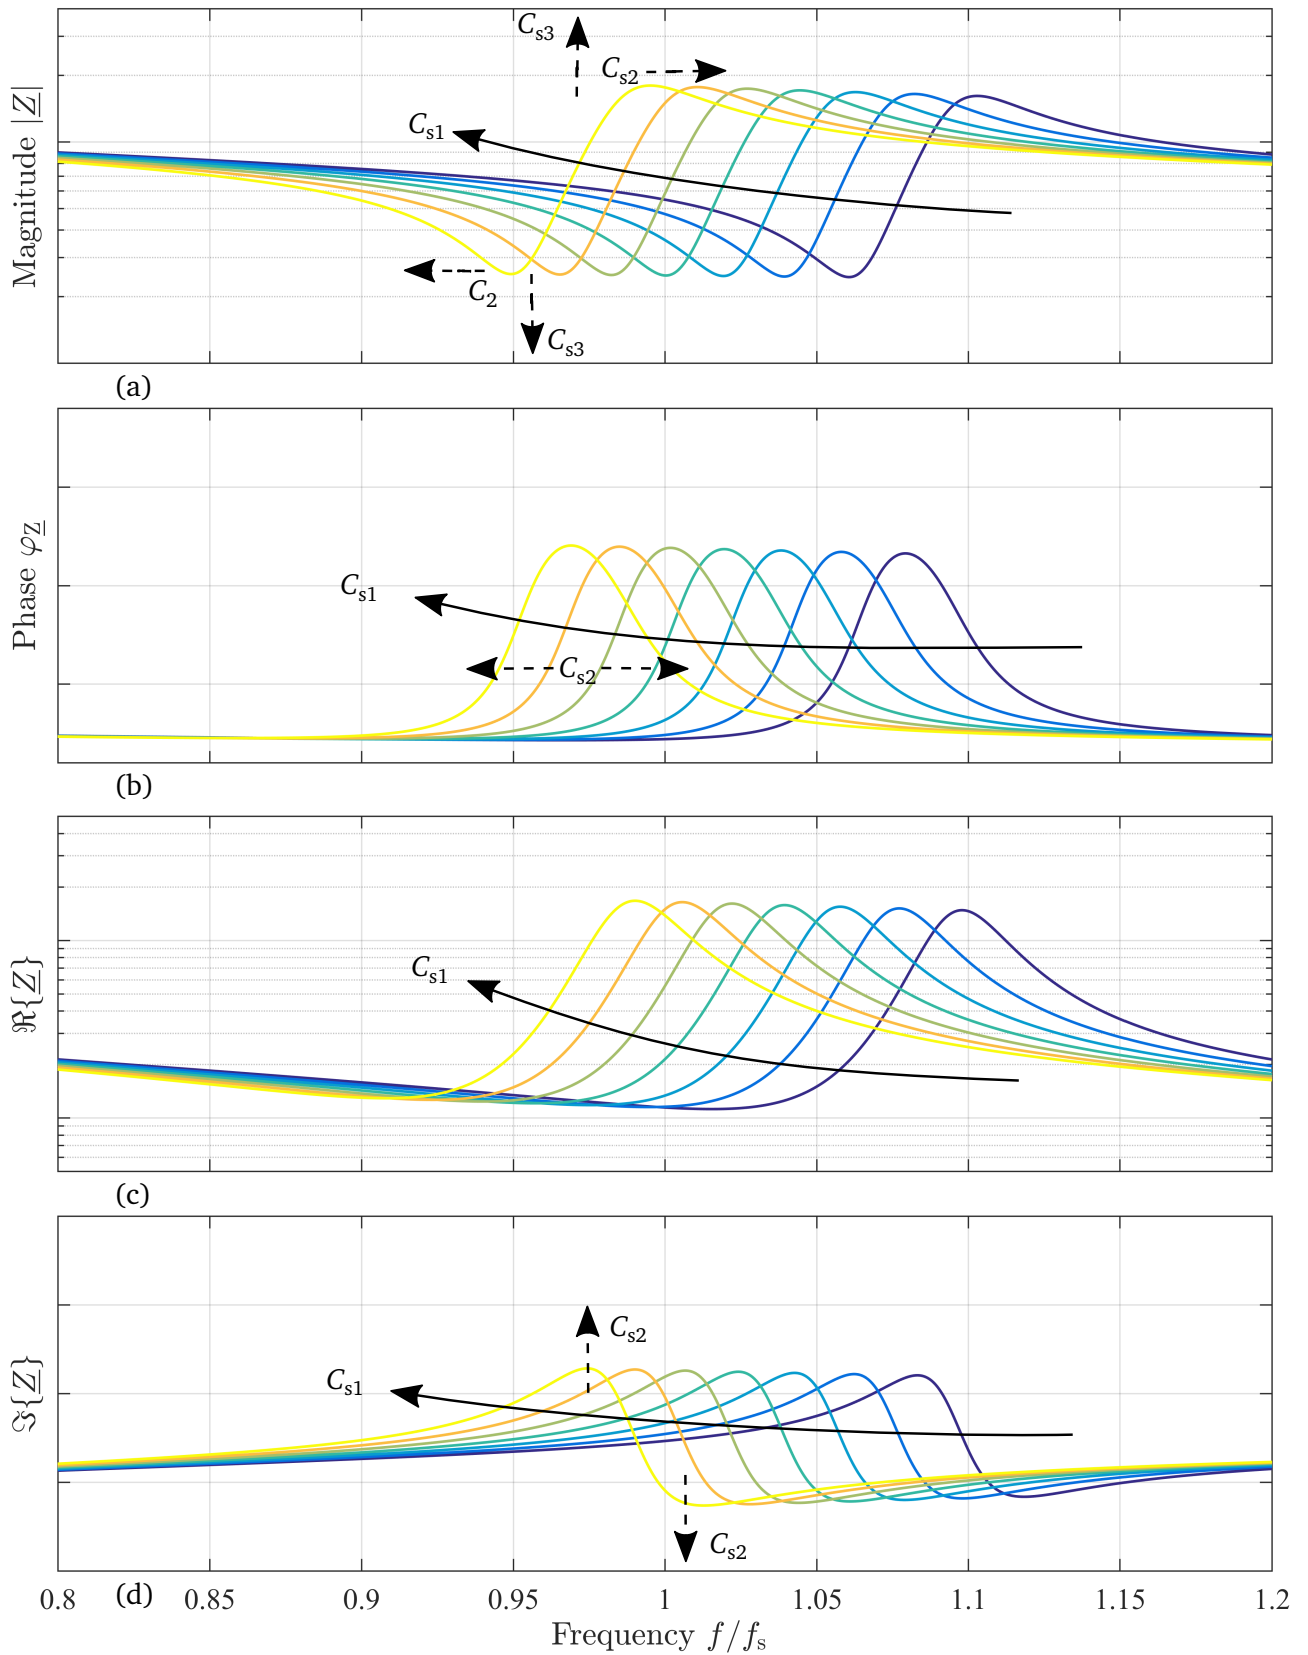 Magnitude |Z|
C_s3
C_s2
C_s1
C_2
C_s3
(a)
Phase φ_Z
C_s1
C_s2
(b)
ℜ{Z}
C_s1
(c)
ℑ{Z}
C_s2
C_s1
C_s2
(d)
0.8 0.85 0.9 0.95 1 1.05 1.1 1.15 1.2
Frequency f/f_s